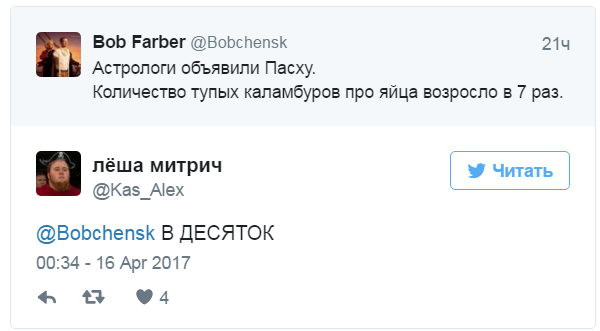 Bob Farber @Bobchensk 21ч
Астрологи объявили Пасху.
Количество тупых каламбуров про яйца возросло в 7 раз.
лёша митрич
@Kas_Alex
Читать
@Bobchensk В ДЕСЯТОК
00:34 - 16 Apr 2017
4